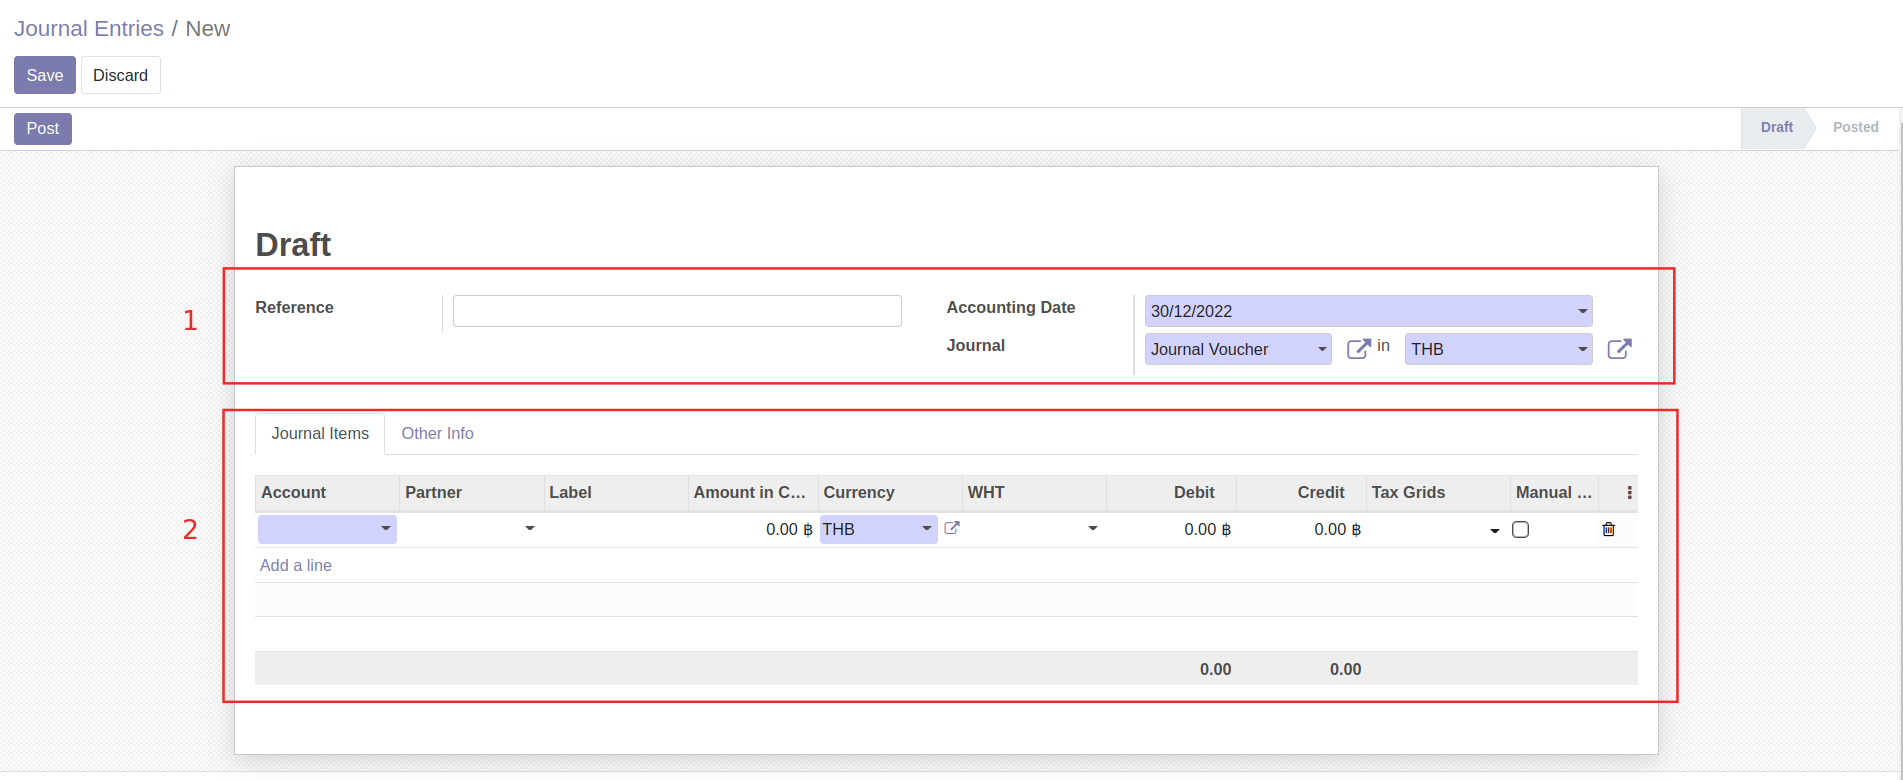 Journal Entries / New
Save Discard
Post Draft Posted
Draft
1
Reference Accounting Date 30/12/2022
Journal Journal Voucher in THB
2
Journal Items Other Info
Account Partner Label Amount in C... Currency WHT Debit Credit Tax Grids Manual ...
0.00 ฿ THB 0.00 ฿ 0.00 ฿
Add a line
0.00 0.00